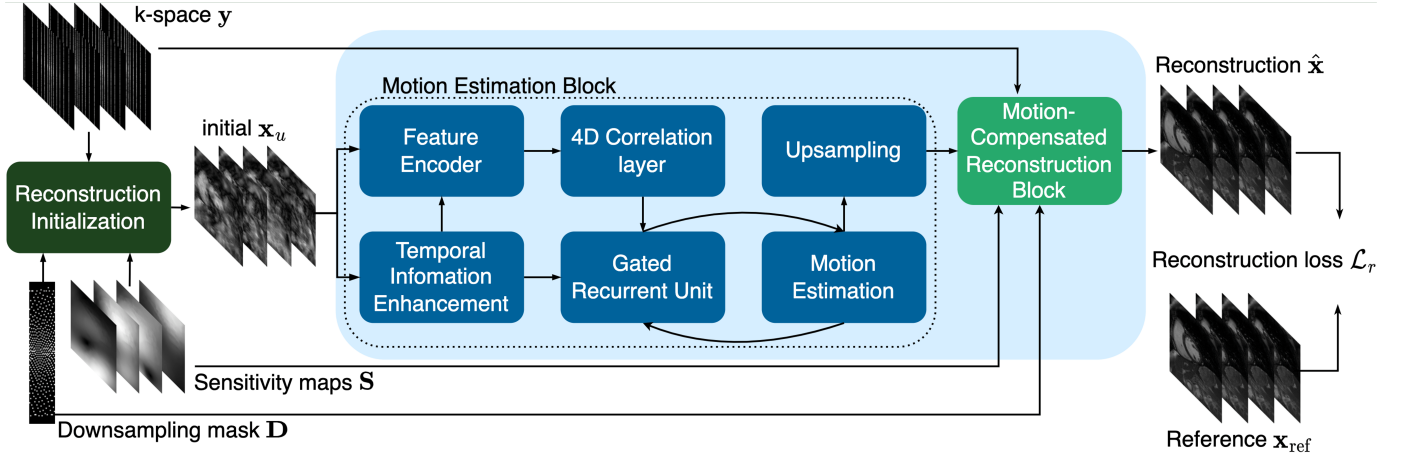 k-space y
Reconstruction
Initialization
initial x_u
Motion Estimation Block
Feature
Encoder
4D Correlation
layer
Upsampling
Temporal
Infomation
Enhancement
Gated
Recurrent Unit
Motion
Estimation
Motion-
Compensated
Reconstruction
Block
Reconstruction x̂
Reconstruction loss ℒ_r
Sensitivity maps S
Downsampling mask D
Reference x_ref